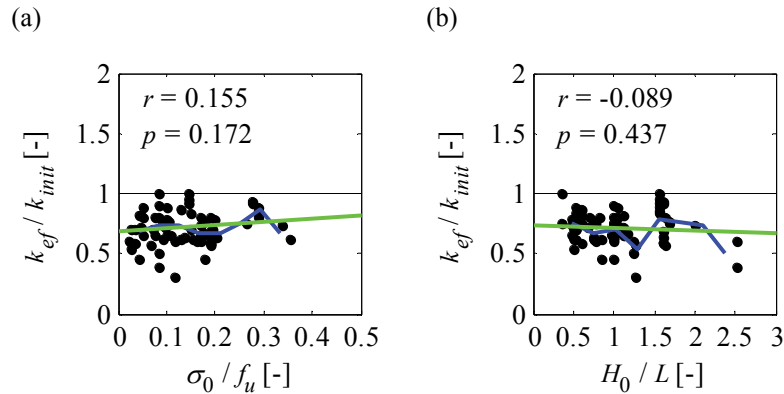 (a)
k_ef / k_init [-]
2
1.5
1
0.5
0
r = 0.155
p = 0.172
0 0.1 0.2 0.3 0.4 0.5
σ_0 / f_u [-]
(b)
k_ef / k_init [-]
2
1.5
1
0.5
0
r = -0.089
p = 0.437
0 0.5 1 1.5 2 2.5 3
H_0 / L [-]